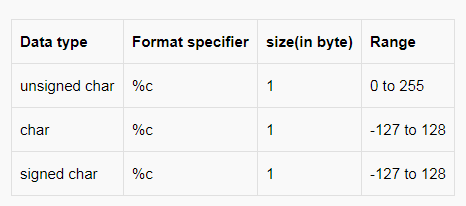 Data type Format specifier size(in byte) Range
unsigned char %c 1 0 to 255
char %c 1 -127 to 128
signed char %c 1 -127 to 128